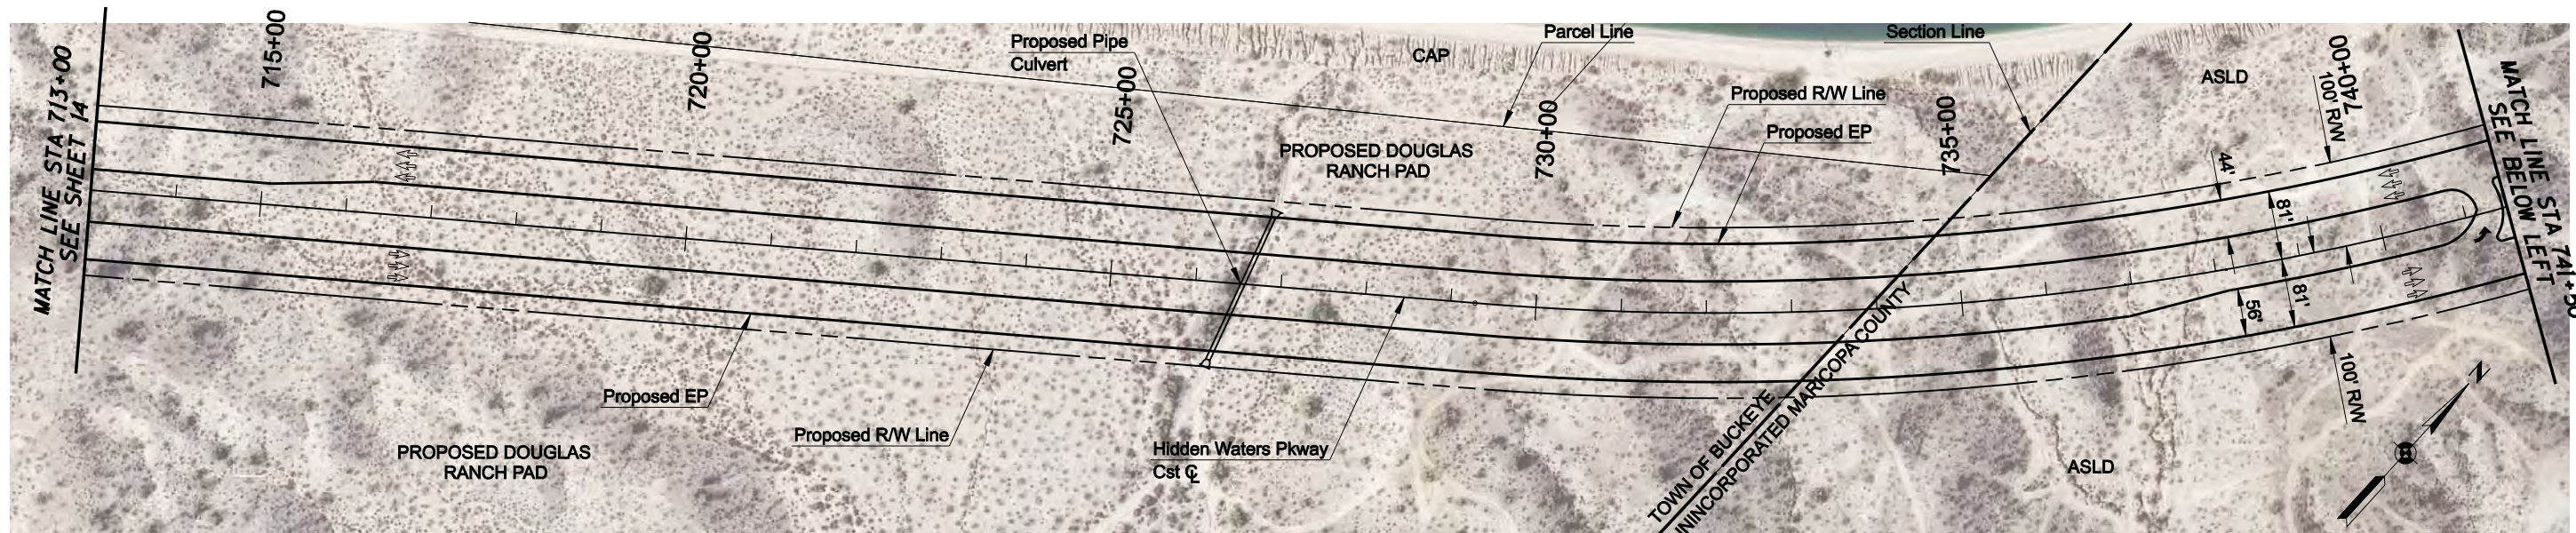 MATCH LINE STA 713+00
SEE SHEET 14
715+00
720+00
Proposed Pipe
Culvert
725+00
CAP
Parcel Line
730+00
PROPOSED DOUGLAS
RANCH PAD
Proposed R/W Line
Proposed EP
Section Line
735+00
ASLD
740+00
100' R/W
44'
81'
81'
56'
100' R/W
MATCH LINE STA 741+50
SEE BELOW LEFT
Proposed EP
Proposed R/W Line
PROPOSED DOUGLAS
RANCH PAD
Hidden Waters Pkway
Cst ℄
TOWN OF BUCKEYE
UNINCORPORATED MARICOPA COUNTY
ASLD
N